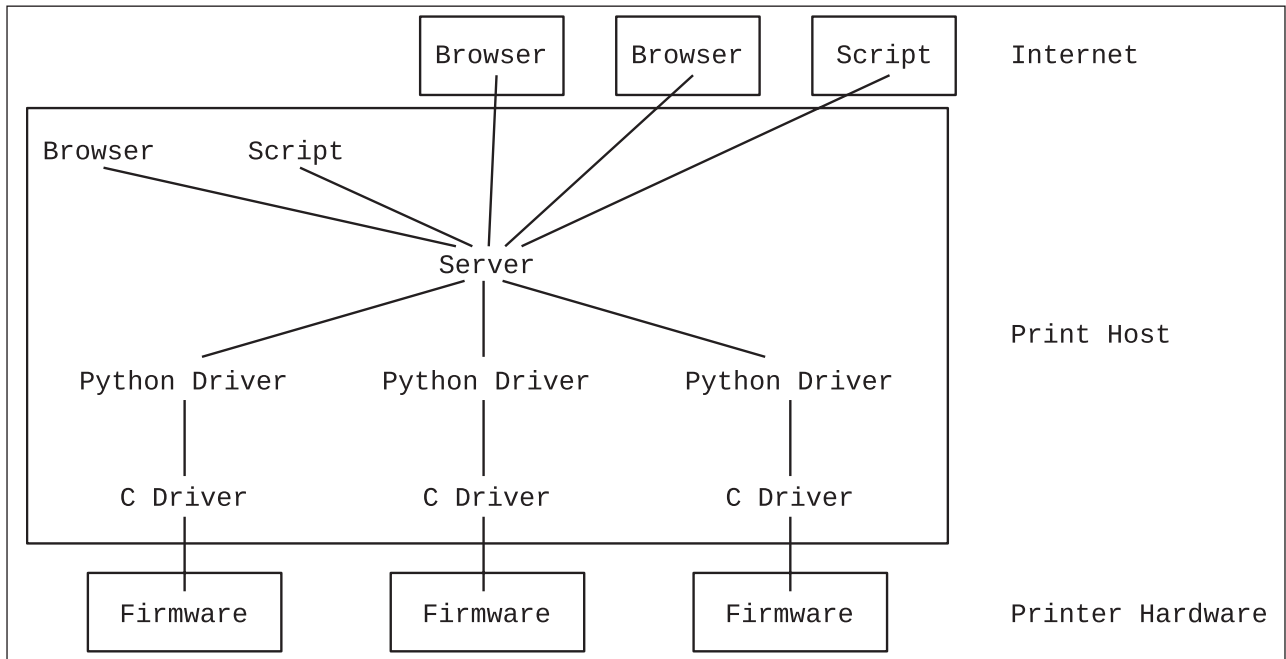 Browser Browser Script Internet
Browser Script
Server
Print Host
Python Driver Python Driver Python Driver
C Driver C Driver C Driver
Firmware Firmware Firmware Printer Hardware